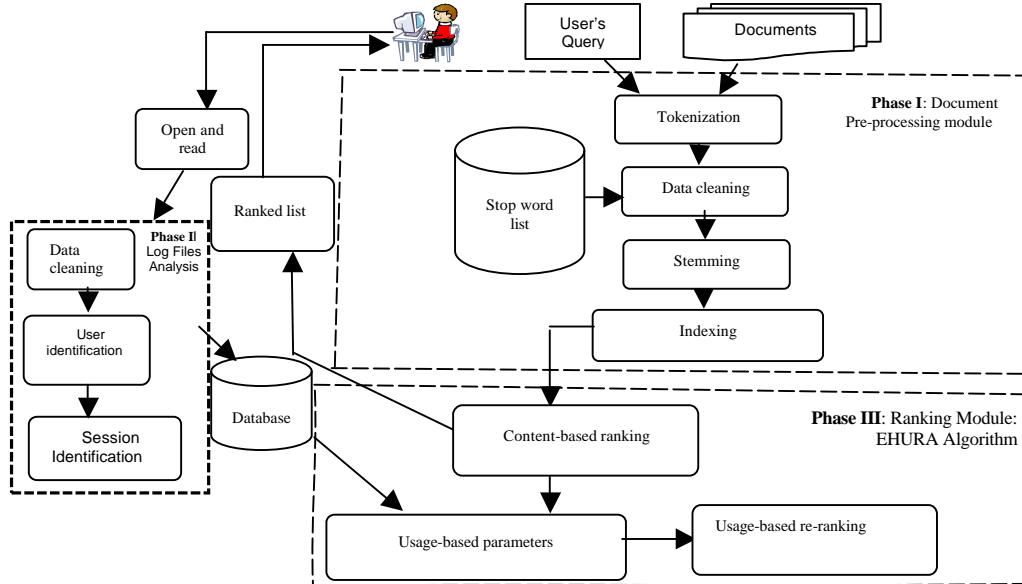 User's
Query
Documents
Phase I: Document
Pre-processing module
Tokenization
Open and
read
Data cleaning
Stop word
list
Ranked list
Phase II
Log Files
Analysis
Data
cleaning
Stemming
Indexing
User
identification
Database
Session
Identification
Content-based ranking
Phase III: Ranking Module:
EHURA Algorithm
Usage-based parameters
Usage-based re-ranking